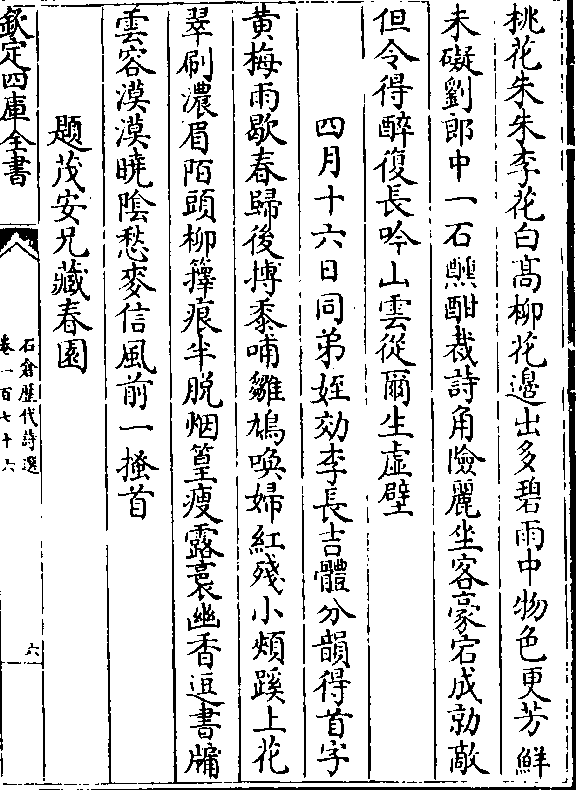 桃花朱朱李花白髙柳花邉出多碧雨中物色更芳鮮
未礙劉郎中一石醺酣裁詩角險麗坐客豪宕成勍敵
但令得醉復長吟山雲從爾生虛壁
四月十六日同弟姪効李長吉體分韻得首字
黄梅雨歇春歸後摶黍哺雛鳩喚婦紅殘小頰蹊上花
翠刷濃眉陌頭柳籜痕半脱烟篁瘦露裛幽香逗書牖
雲容漠漠曉陰愁麥信風前一搔首
題茂安兄藏春園
欽定四庫全書
石倉歷代詩選
卷一百七十六
六